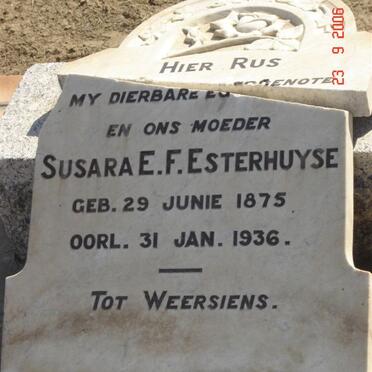 HIER RUS
MY DIERBARE
EN ONS MOEDER
SUSARA E.F. ESTERHUYSE
GEB. 29 JUNIE 1875
OORL. 31 JAN. 1936.
TOT WEERSIENS.
23 9 2006